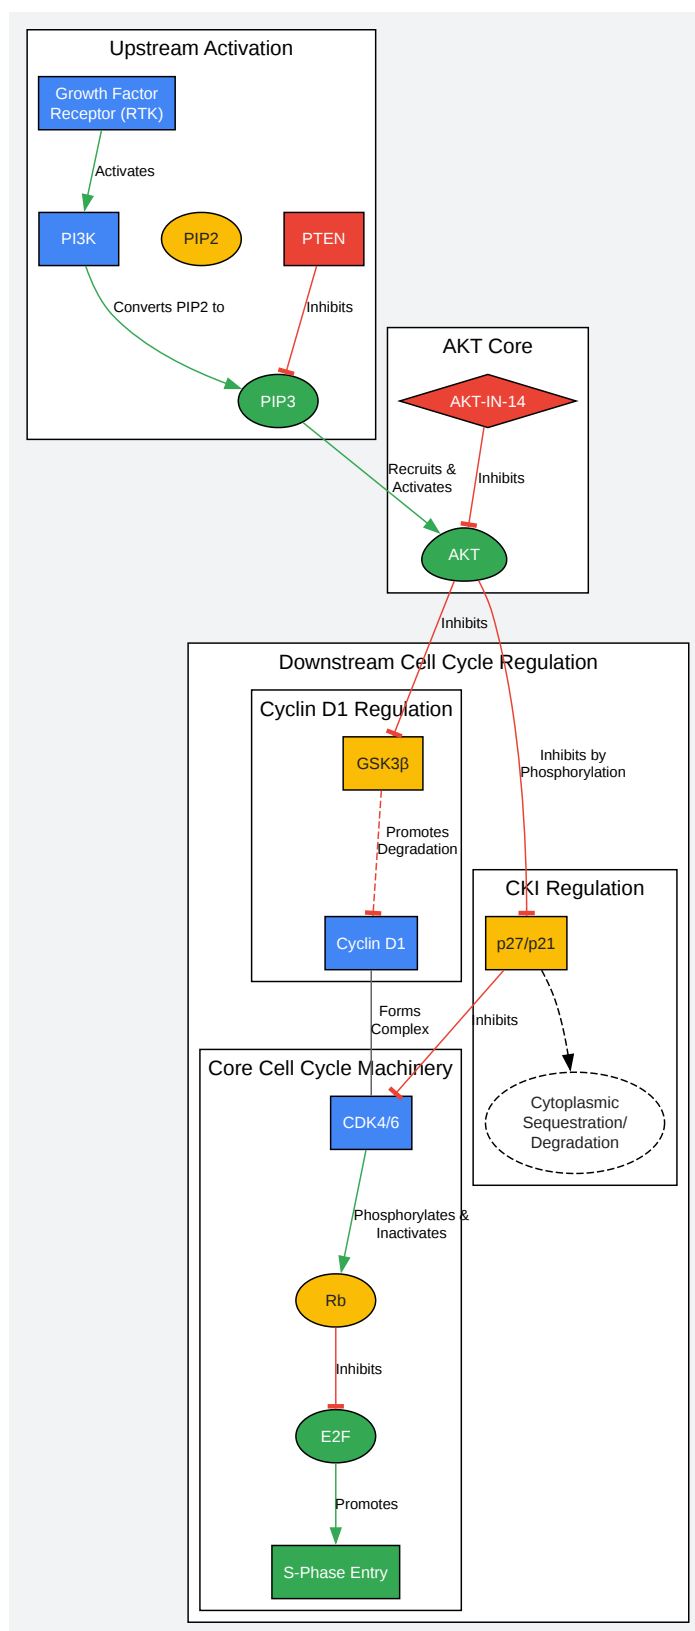 Upstream Activation
Growth Factor
Receptor (RTK)
Activates
PI3K
PIP2
PTEN
Converts PIP2 to
Inhibits
PIP3
AKT Core
AKT-IN-14
Recruits &
Activates
Inhibits
AKT
Inhibits
Downstream Cell Cycle Regulation
Cyclin D1 Regulation
GSK3β
Inhibits by
Phosphorylation
Promotes
Degradation
CKI Regulation
Cyclin D1
p27/p21
Forms
Complex
Inhibits
Core Cell Cycle Machinery
CDK4/6
Cytoplasmic
Sequestration/
Degradation
Phosphorylates &
Inactivates
Rb
Inhibits
E2F
Promotes
S-Phase Entry